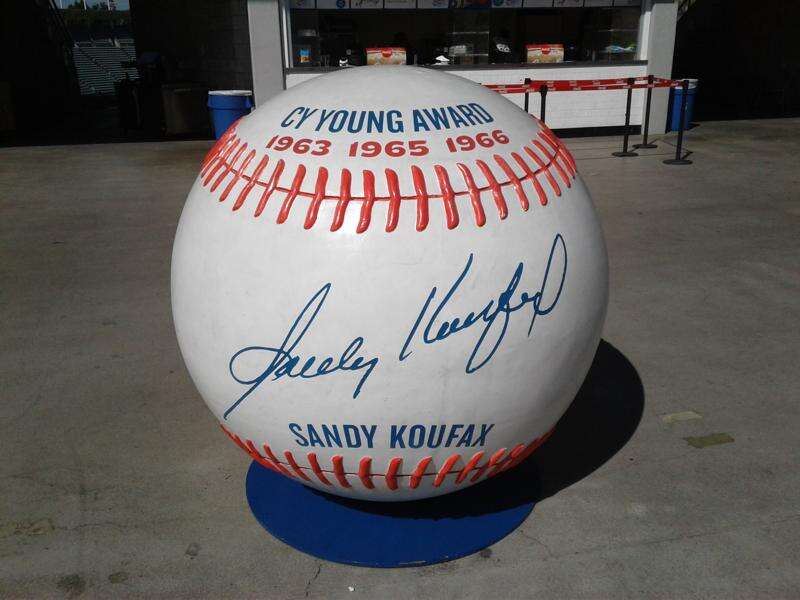 CY YOUNG AWARD
1963 1965 1966
Sandy Koufax
SANDY KOUFAX